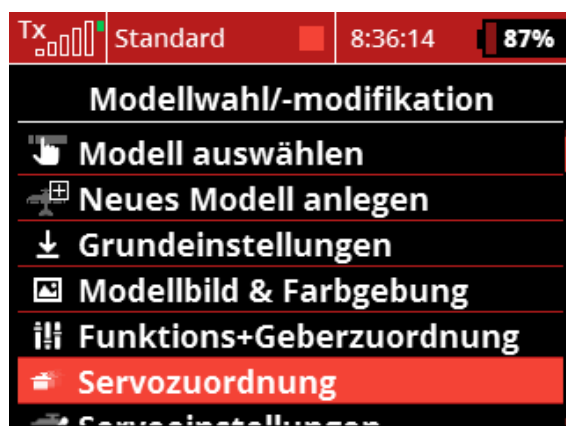 Tx Standard 8:36:14 87%
Modellwahl/-modifikation
Modell auswählen
Neues Modell anlegen
Grundeinstellungen
Modellbild & Farbgebung
Funktions+Geberzuordnung
Servozuordnung
Servoeinstellungen